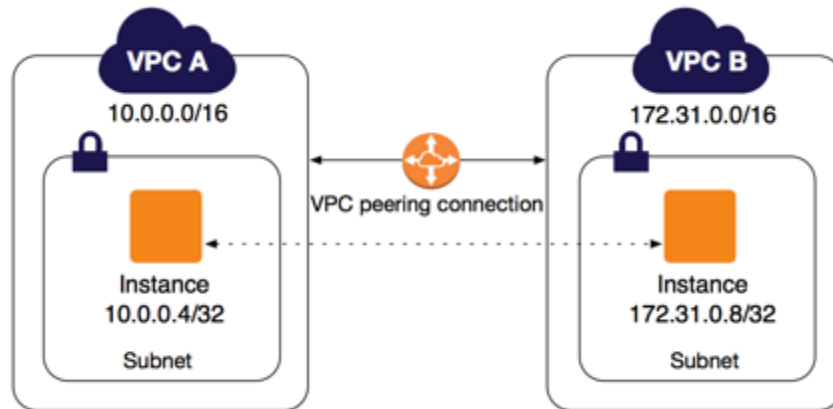 VPC A
10.0.0.0/16
Instance
10.0.0.4/32
Subnet
VPC peering connection
VPC B
172.31.0.0/16
Instance
172.31.0.8/32
Subnet